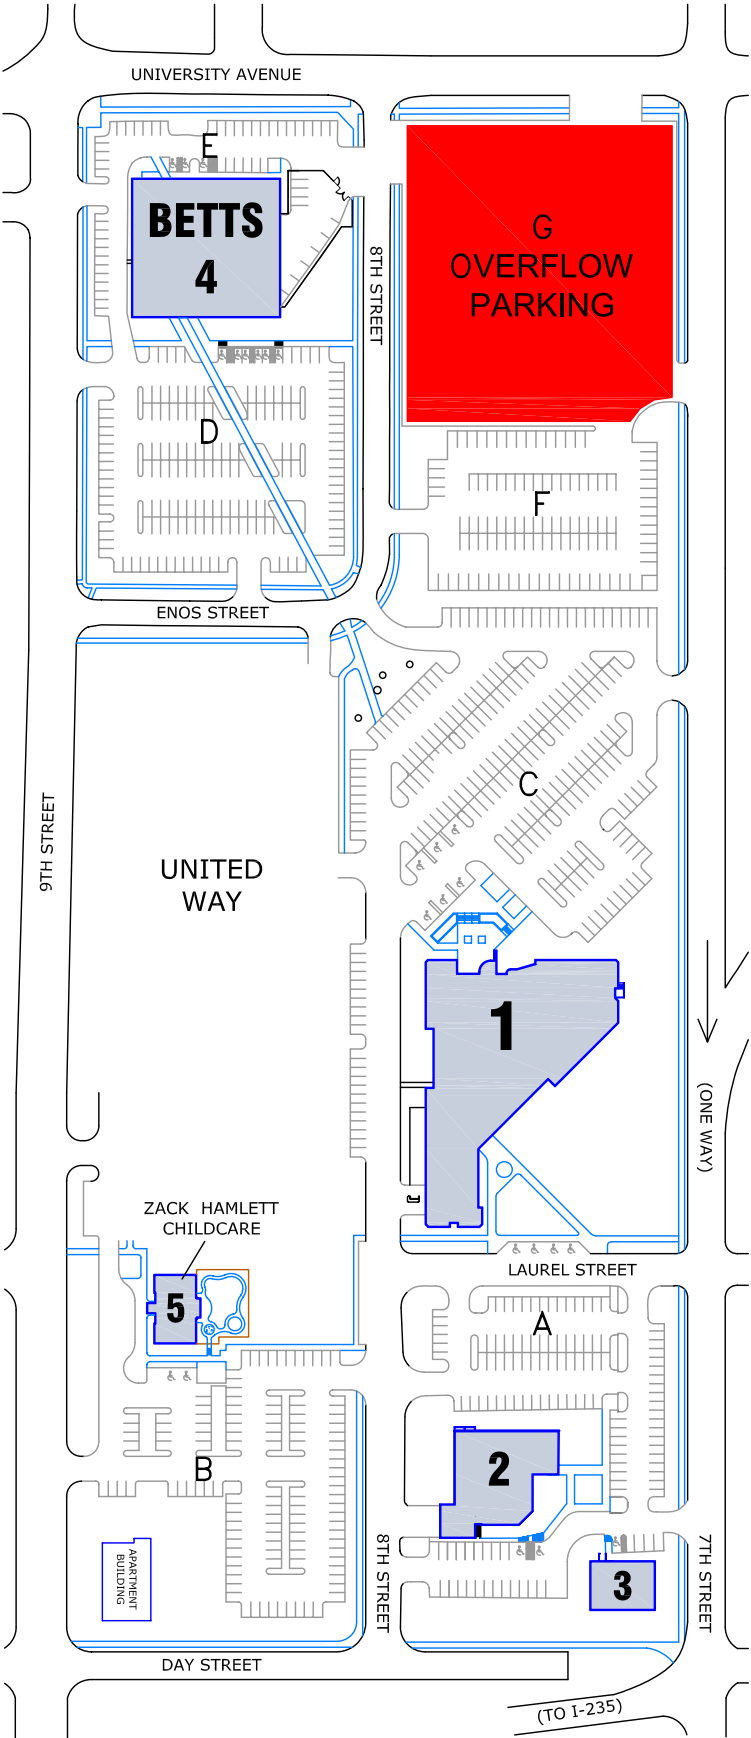 UNIVERSITY AVENUE
E
BETTS
4
8TH STREET
G
OVERFLOW
PARKING
D
F
ENOS STREET
C
9TH STREET
UNITED
WAY
1
(ONE WAY)
ZACK HAMLETT
CHILDCARE
5
LAUREL STREET
A
B
2
APARTMENT
BUILDING
8TH STREET
3
7TH STREET
DAY STREET
(TO I-235)